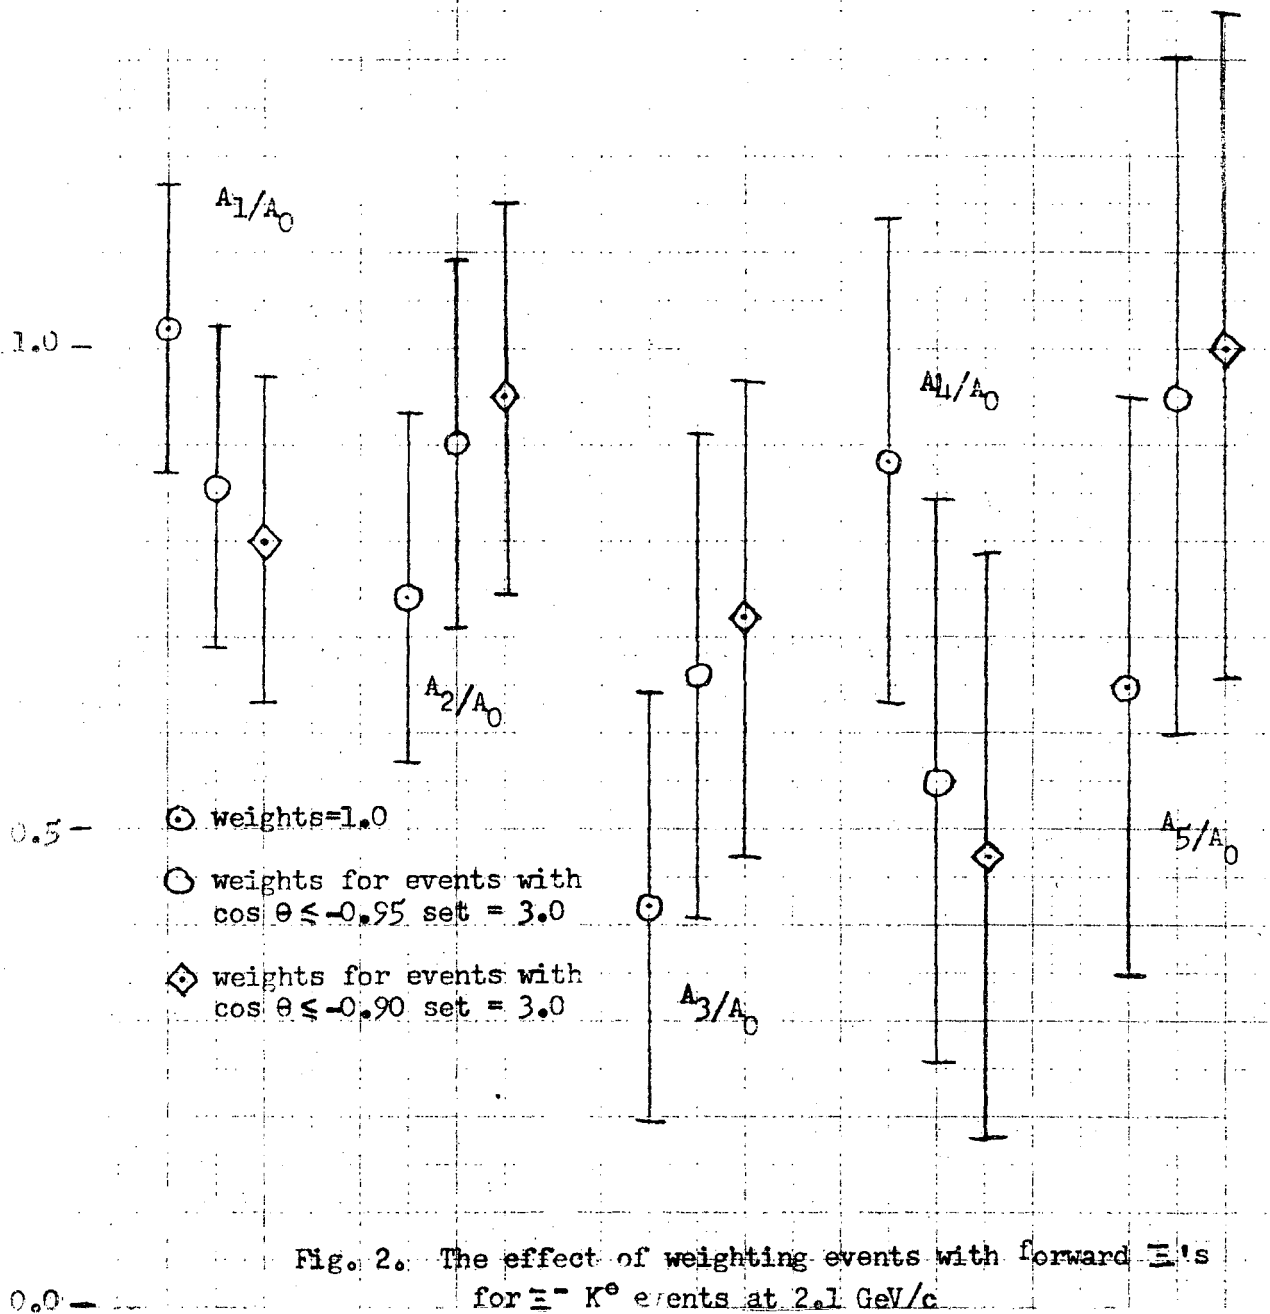 A1/A0
1.0
A4/A0
A2/A0
0.5
weights=1.0
A5/A0
weights for events with
cos θ ≤ -0.95 set = 3.0
weights for events with
cos θ ≤ -0.90 set = 3.0
A3/A0
Fig. 2. The effect of weighting events with forward Ξ's
for Ξ⁻ K⁰ events at 2.1 GeV/c
0.0